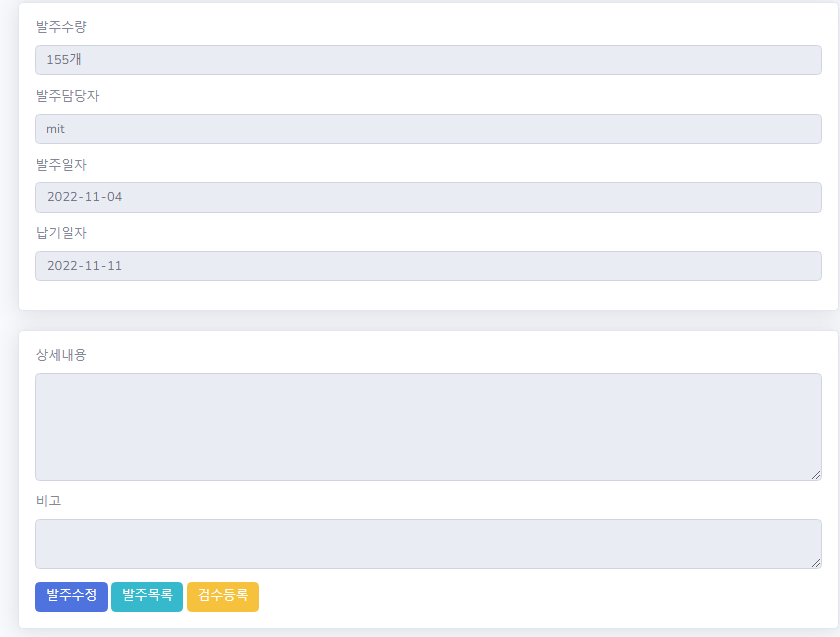 발주수량
155개
발주담당자
mit
발주일자
2022-11-04
납기일자
2022-11-11
상세내용
비고
발주수정 발주목록 검수등록